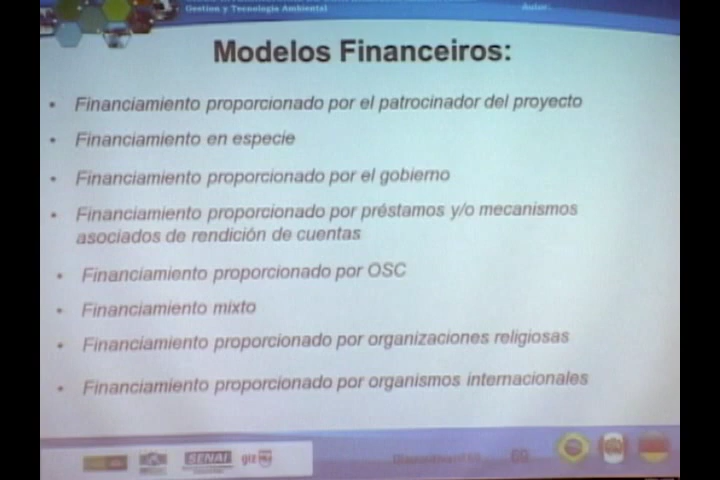 Gestion y Tecnologia Ambiental
Autor:
Modelos Financeiros:
• Financiamiento proporcionado por el patrocinador del proyecto
• Financiamiento en especie
• Financiamiento proporcionado por el gobierno
• Financiamiento proporcionado por préstamos y/o mecanismos
asociados de rendición de cuentas
• Financiamiento proporcionado por OSC
• Financiamiento mixto
• Financiamiento proporcionado por organizaciones religiosas
• Financiamiento proporcionado por organismos internacionales
SENAI giz
69